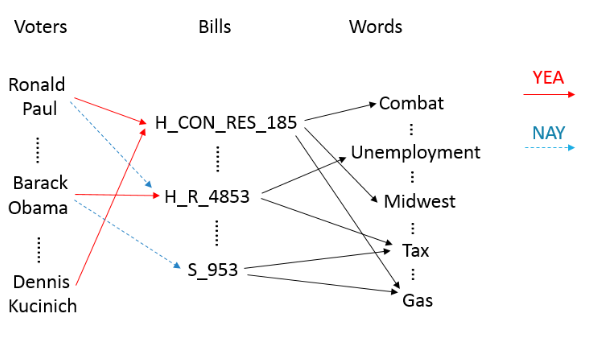 Voters Bills Words
Ronald
Paul
Barack
Obama
Dennis
Kucinich
H_CON_RES_185
H_R_4853
S_953
Combat
Unemployment
Midwest
Tax
Gas
YEA
NAY